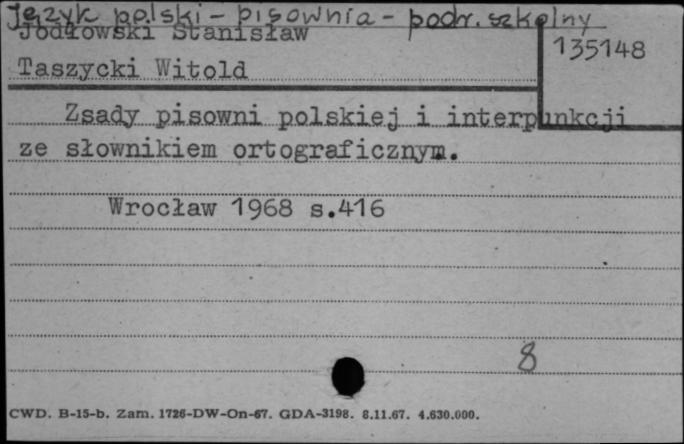 język polski - pisownia - podr. szkolny
Jodłowski Stanisław
135148
Taszycki Witold
Zsady pisowni polskiej i interpunkcji
ze słownikiem ortograficznym.
Wrocław 1968 s.416
8
CWD. B-15-b. Zam. 1726-DW-On-67. GDA-3198. 8.11.67. 4.630.000.